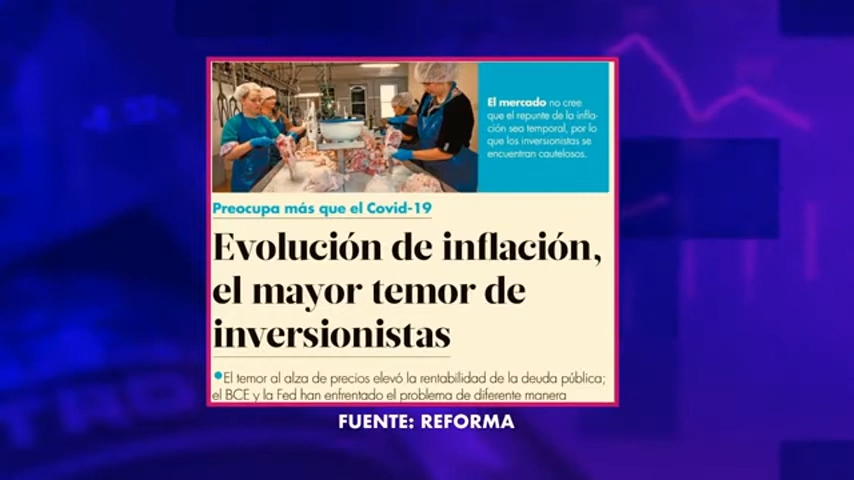 El mercado no cree
que el repunte de la infla-
ción sea temporal, por lo
que los inversionistas se
encuentran cautelosos.
Preocupa más que el Covid-19
Evolución de inflación,
el mayor temor de
inversionistas
•El temor al alza de precios elevó la rentabilidad de la deuda pública;
el BCE y la Fed han enfrentado el problema de diferente manera
FUENTE: REFORMA